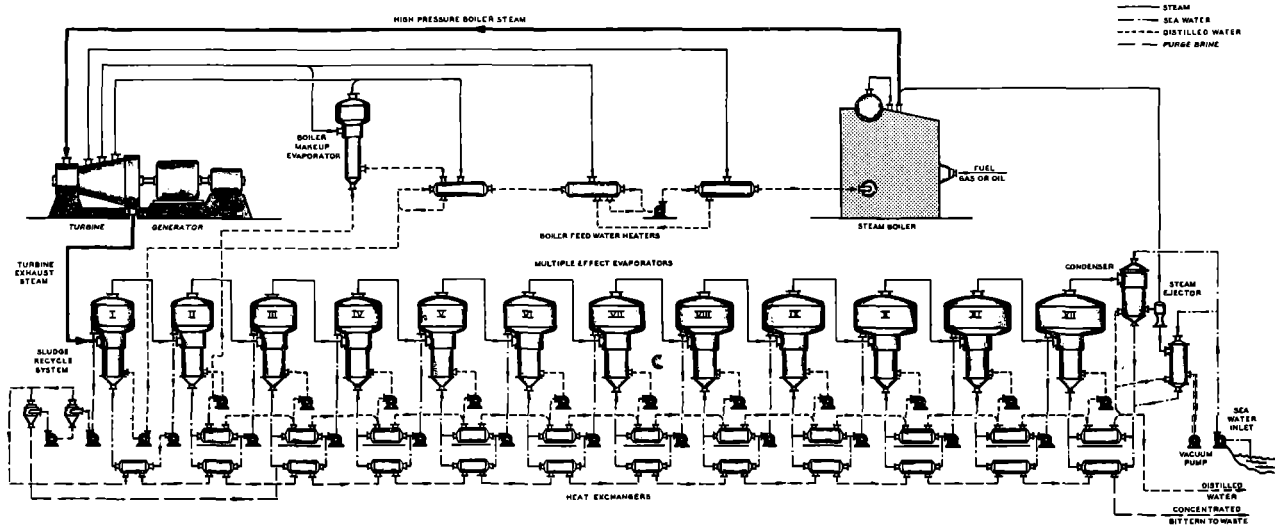 HIGH PRESSURE BOILER STEAM
STEAM
SEA WATER
DISTILLED WATER
PURGE BRINE
BOILER
MAKEUP
EVAPORATOR
FUEL
GAS OR OIL
TURBINE
GENERATOR
BOILER FEED WATER HEATERS
STEAM BOILER
TURBINE
EXHAUST
STEAM
MULTIPLE EFFECT EVAPORATORS
CONDENSER
STEAM
EJECTOR
I
II
III
IV
V
VI
VII
VIII
IX
X
XI
XII
SLUDGE
RECYCLE
SYSTEM
C
SEA
WATER
INLET
VACUUM
PUMP
HEAT EXCHANGERS
DISTILLED
WATER
CONCENTRATED
BITTERN TO WASTE